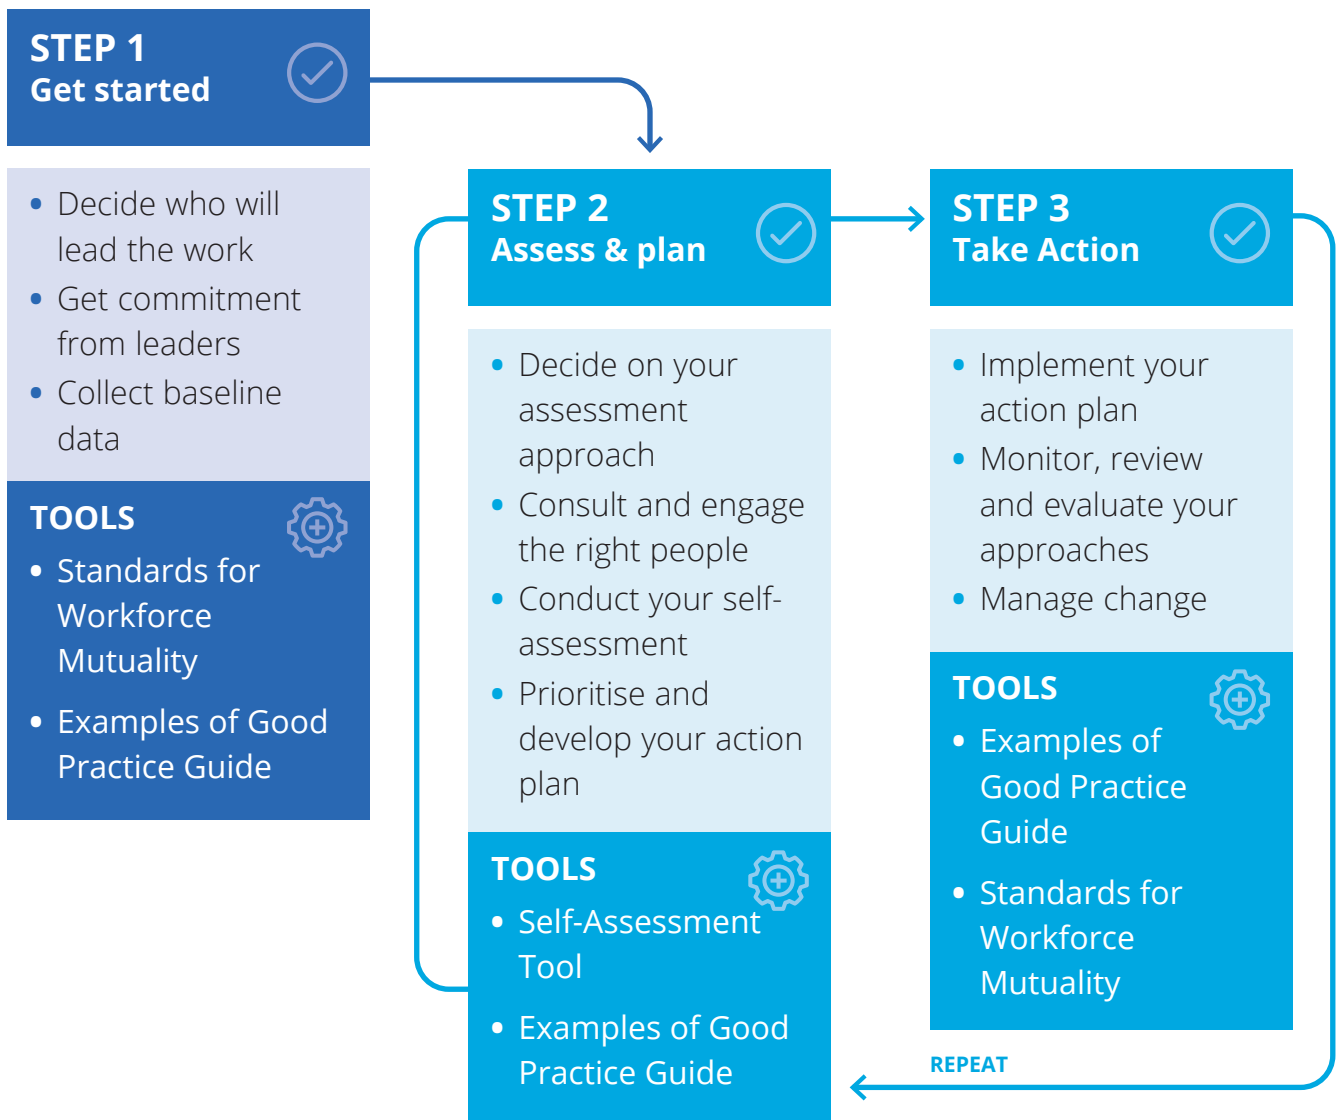 STEP 1
Get started
• Decide who will
lead the work
• Get commitment
from leaders
• Collect baseline
data
TOOLS
• Standards for
Workforce
Mutuality
• Examples of Good
Practice Guide
STEP 2
Assess & plan
• Decide on your
assessment
approach
• Consult and engage
the right people
• Conduct your self-
assessment
• Prioritise and
develop your action
plan
TOOLS
• Self-Assessment
Tool
• Examples of Good
Practice Guide
STEP 3
Take Action
• Implement your
action plan
• Monitor, review
and evaluate your
approaches
• Manage change
TOOLS
• Examples of
Good Practice
Guide
• Standards for
Workforce
Mutuality
REPEAT